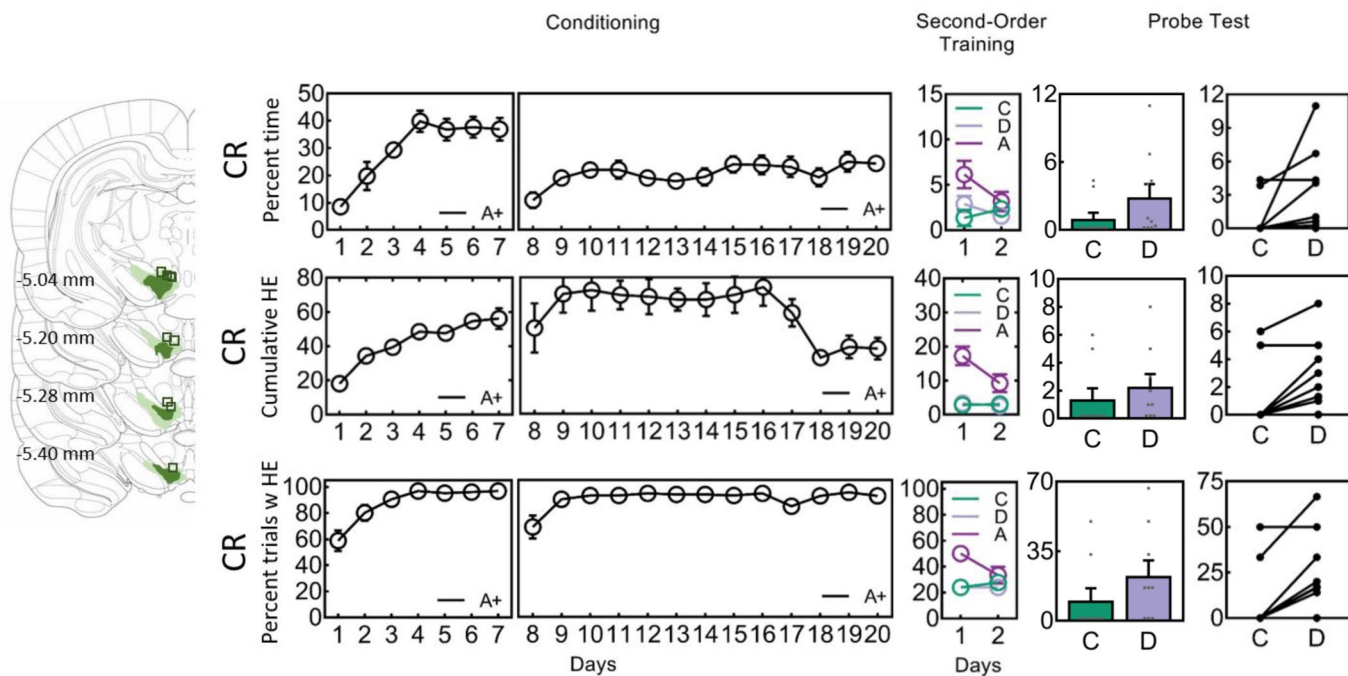 Conditioning
Second-Order
Training
Probe Test
-5.04 mm
-5.20 mm
-5.28 mm
-5.40 mm
CR
Percent time
50
40
30
20
10
0
1 2 3 4 5 6 7
A+
8 9 10 11 12 13 14 15 16 17 18 19 20
A+
15
10
5
0
C
D
A
1 2
12
6
0
C D
12
9
6
3
0
C D
CR
Cumulative HE
80
60
40
20
0
1 2 3 4 5 6 7
A+
8 9 10 11 12 13 14 15 16 17 18 19 20
A+
40
30
20
10
0
C
D
A
1 2
10
8
6
4
2
0
C D
10
8
6
4
2
0
C D
CR
Percent trials w HE
100
80
60
40
20
0
1 2 3 4 5 6 7
A+
8 9 10 11 12 13 14 15 16 17 18 19 20
A+
Days
100
80
60
40
20
0
C
D
A
1 2
Days
70
35
0
C D
75
50
25
0
C D